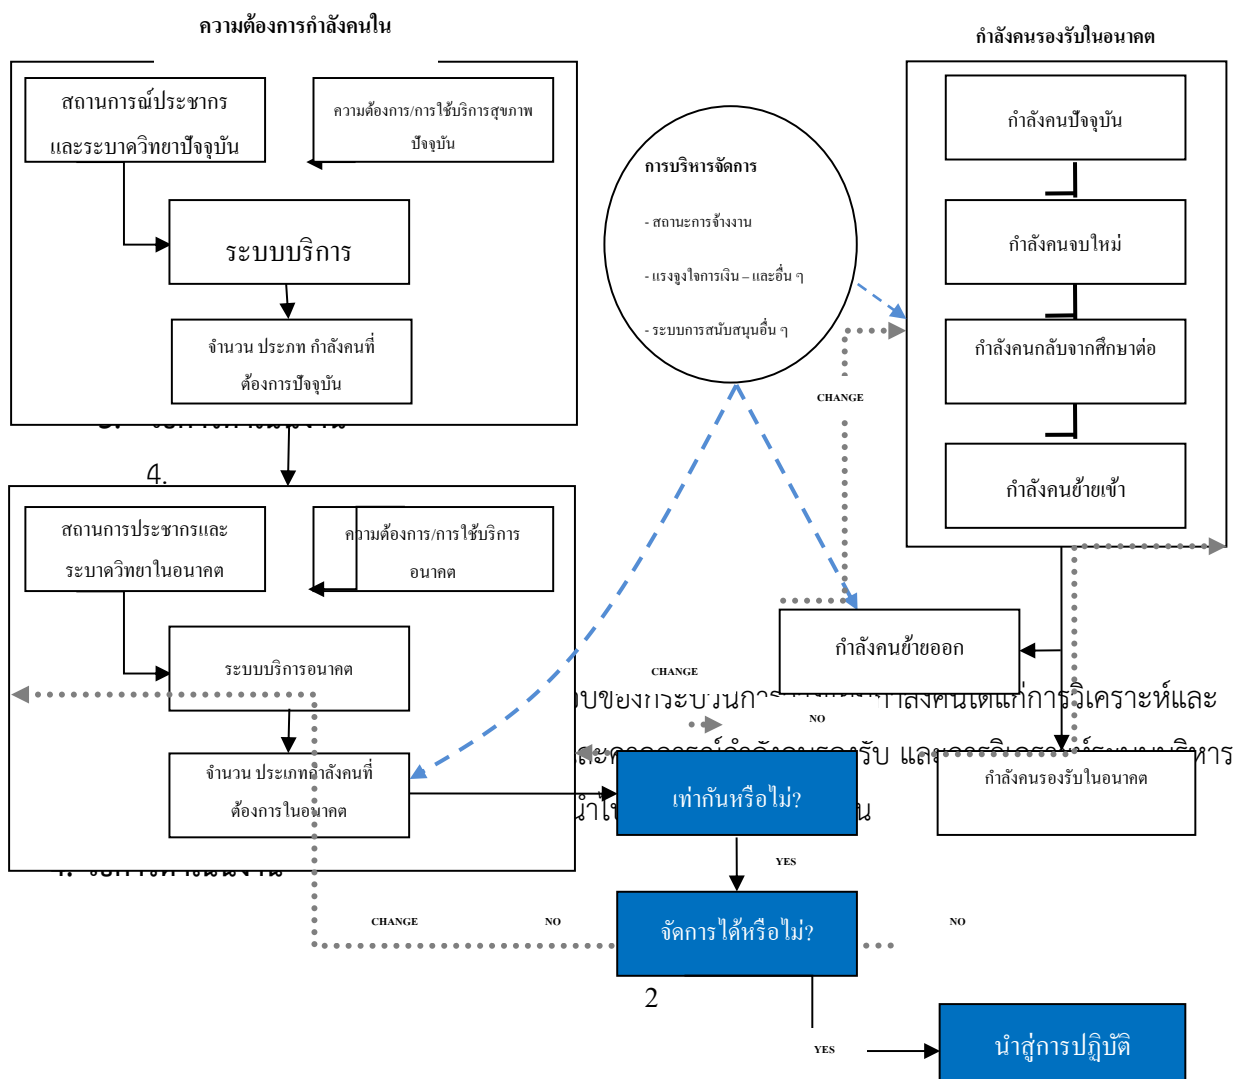 ความต้องการกำลังคนใน
กำลังคนรองรับในอนาคต
สถานการณ์ประชากร
และระบาดวิทยาปัจจุบัน
ความต้องการ/การใช้บริการสุขภาพ
ปัจจุบัน
ระบบบริการ
จำนวน ประภท กำลังคนที่
ต้องการปัจจุบัน
การบริหารจัดการ
- สถานะการจ้างงาน
- แรงจูงใจการเงิน – และอื่น ๆ
- ระบบการสนับสนุนอื่น ๆ
กำลังคนปัจจุบัน
กำลังคนจบใหม่
กำลังคนกลับจากศึกษาต่อ
กำลังคนย้ายเข้า
CHANGE
4.
สถานการประชากรและ
ระบาดวิทยาในอนาคต
ความต้องการ/การใช้บริการ
อนาคต
ระบบบริการอนาคต
จำนวน ประเภทกำลังคนที่
ต้องการในอนาคต
กำลังคนย้ายออก
CHANGE
NO
กำลังคนได้แก่การวิเคราะห์และ
เท่ากันหรือไม่?
กำลังคนรองรับในอนาคต
YES
จัดการได้หรือไม่?
CHANGE
NO
NO
2
YES
นำสู่การปฏิบัติ